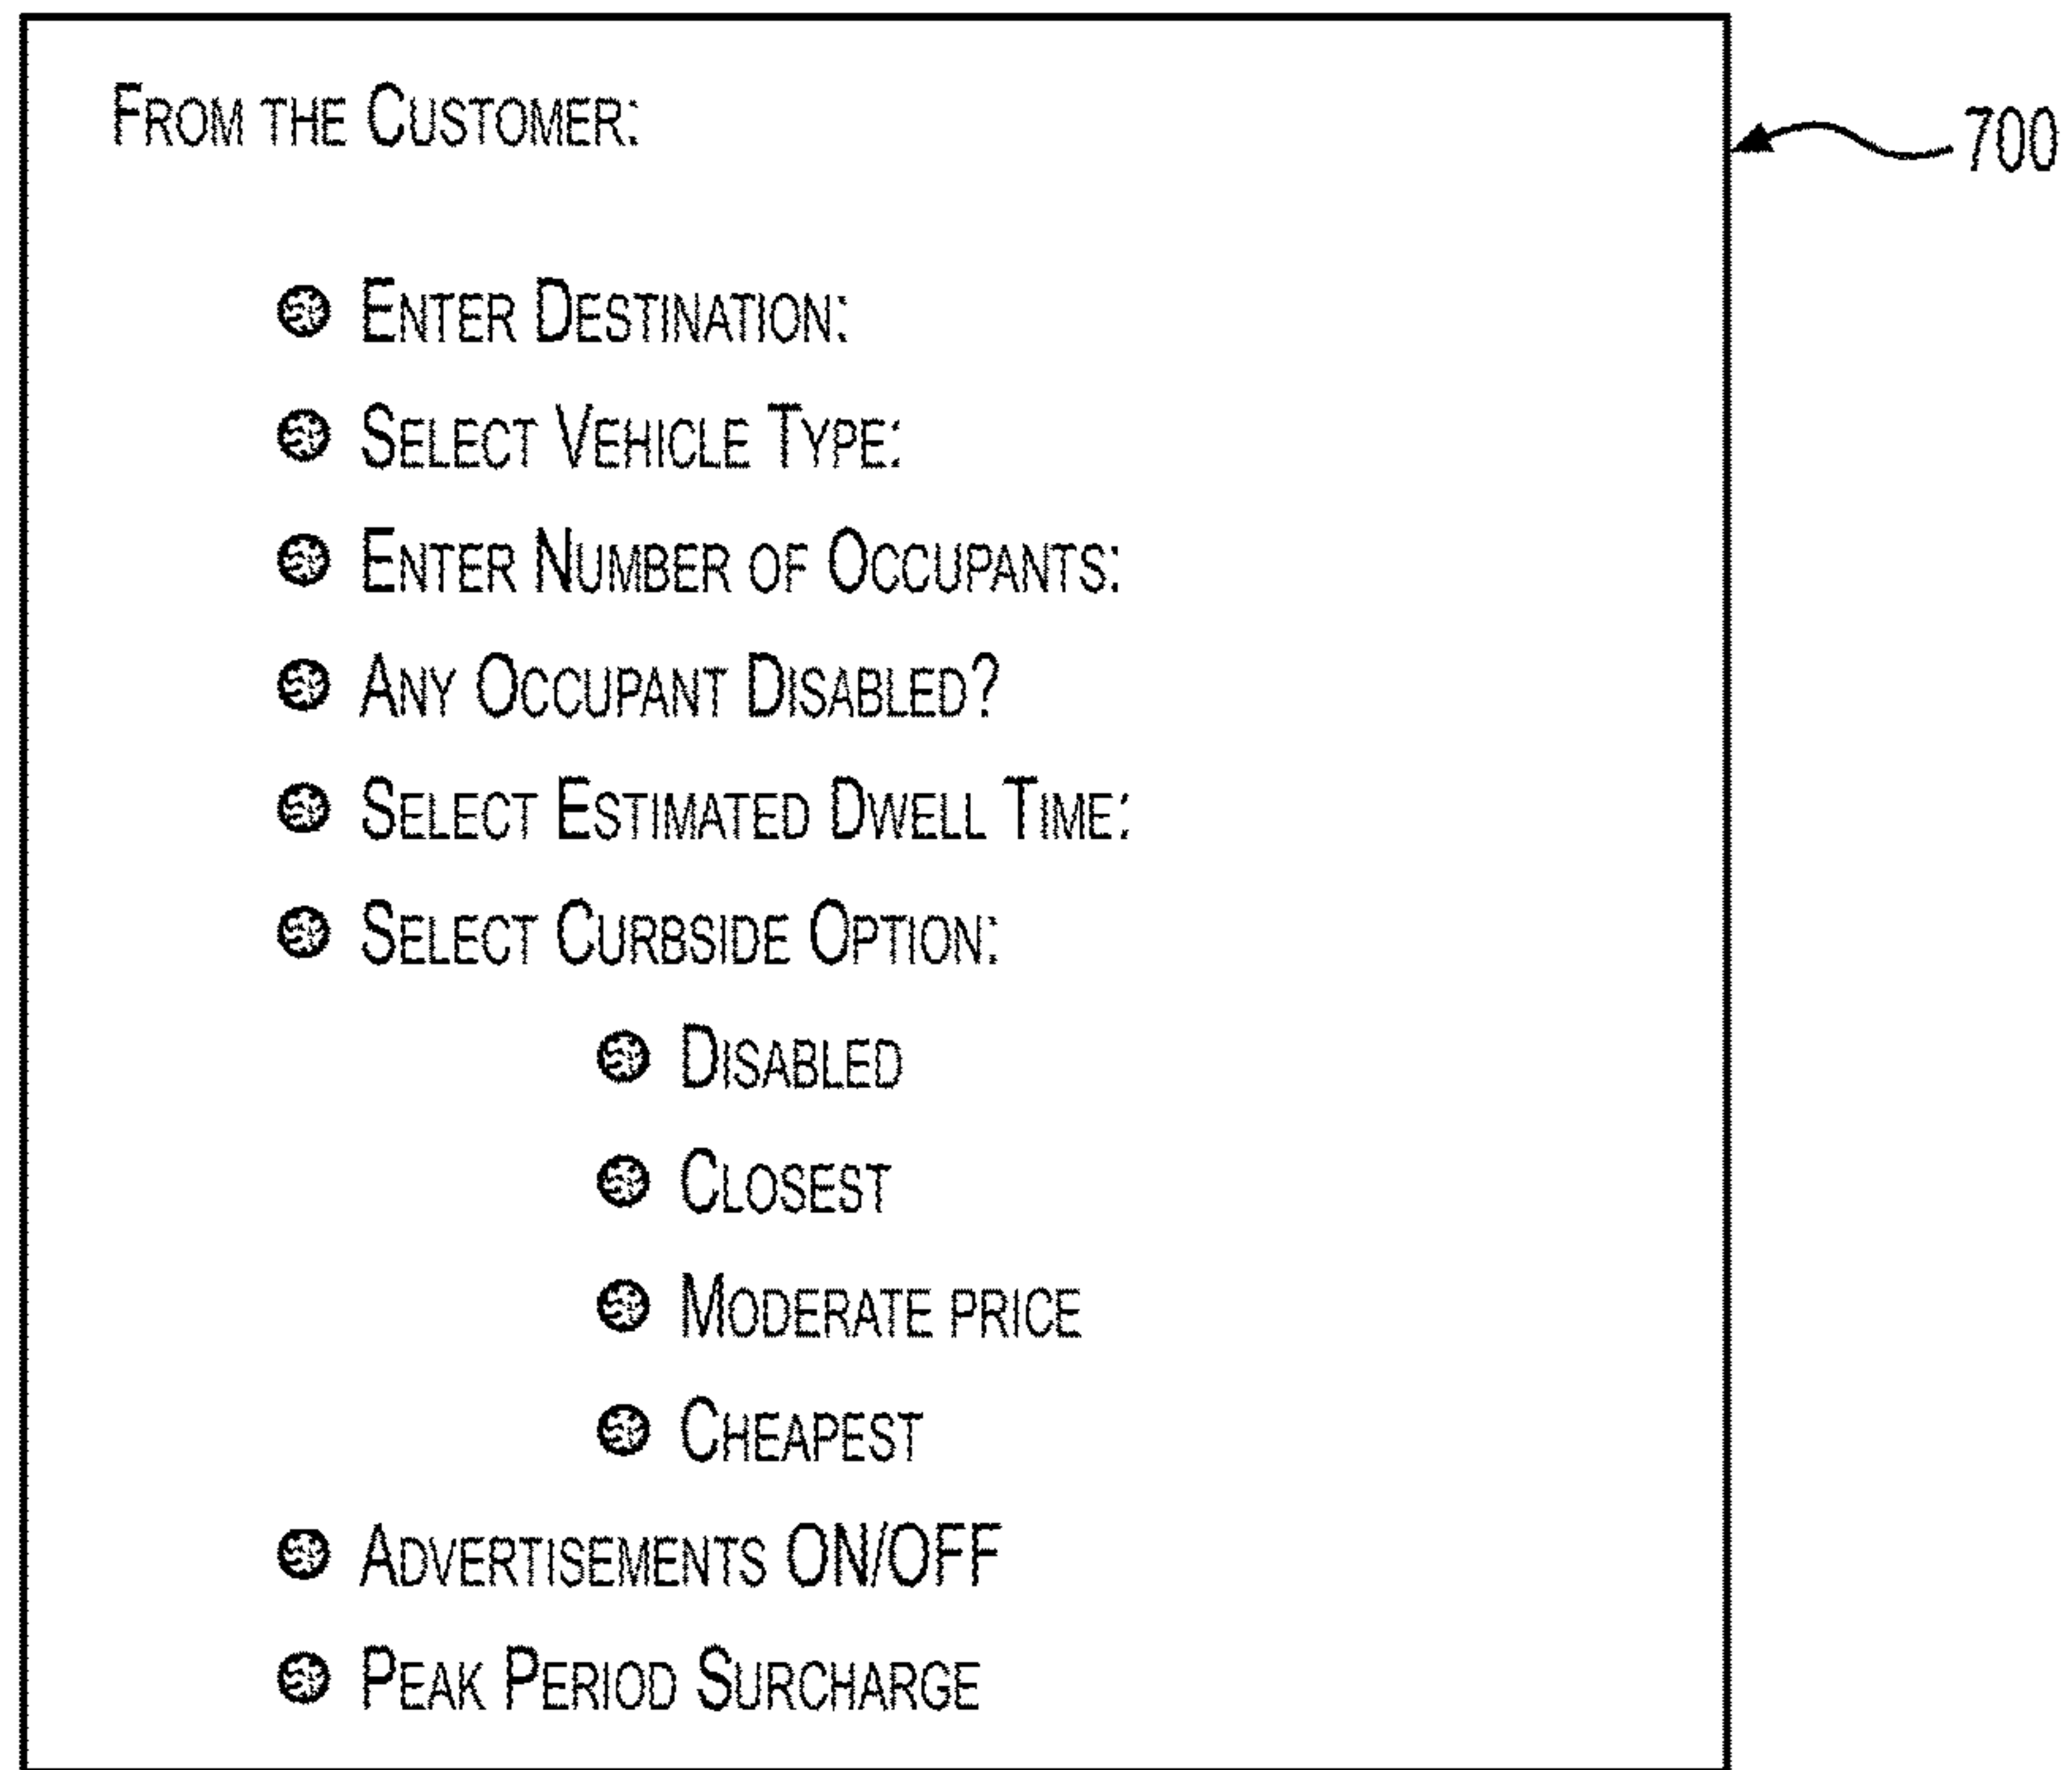 From the Customer:
700
Enter Destination:
Select Vehicle Type:
Enter Number of Occupants:
Any Occupant Disabled?
Select Estimated Dwell Time:
Select Curbside Option:
Disabled
Closest
Moderate price
Cheapest
Advertisements ON/OFF
Peak Period Surcharge